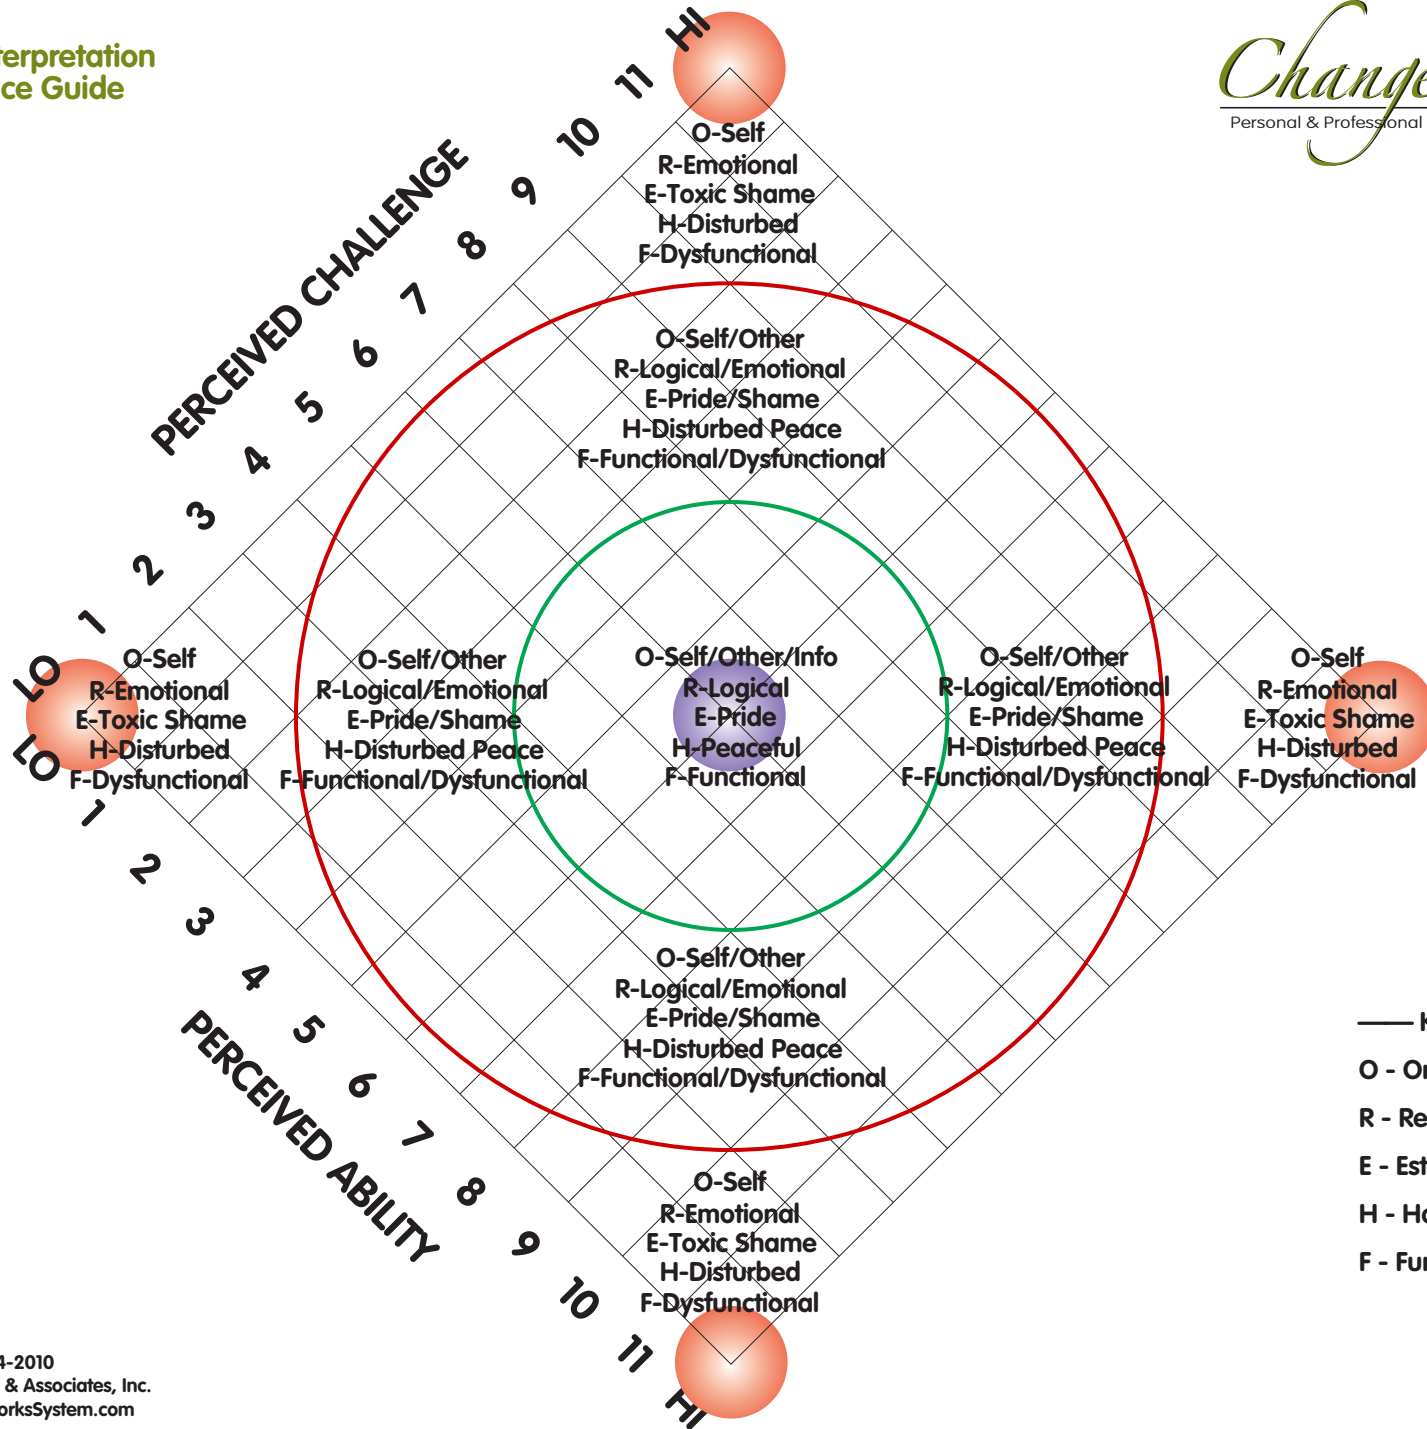 terpretation
ce Guide
Change
Personal & Professional
HI
11
10
9
8
7
6
5
4
3
2
1
LO
PERCEIVED CHALLENGE
O-Self
R-Emotional
E-Toxic Shame
H-Disturbed
F-Dysfunctional
O-Self/Other
R-Logical/Emotional
E-Pride/Shame
H-Disturbed Peace
F-Functional/Dysfunctional
O-Self
R-Emotional
E-Toxic Shame
H-Disturbed
F-Dysfunctional
O-Self/Other
R-Logical/Emotional
E-Pride/Shame
H-Disturbed Peace
F-Functional/Dysfunctional
O-Self/Other/Info
R-Logical
E-Pride
H-Peaceful
F-Functional
O-Self/Other
R-Logical/Emotional
E-Pride/Shame
H-Disturbed Peace
F-Functional/Dysfunctional
O-Self
R-Emotional
E-Toxic Shame
H-Disturbed
F-Dysfunctional
O-Self/Other
R-Logical/Emotional
E-Pride/Shame
H-Disturbed Peace
F-Functional/Dysfunctional
O-Self
R-Emotional
E-Toxic Shame
H-Disturbed
F-Dysfunctional
LO
1
2
3
4
5
6
7
8
9
10
11
HI
PERCEIVED ABILITY
O - O
R - Re
E - Est
H - Ho
F - Fu
4-2010
& Associates, Inc.
orksSystem.com